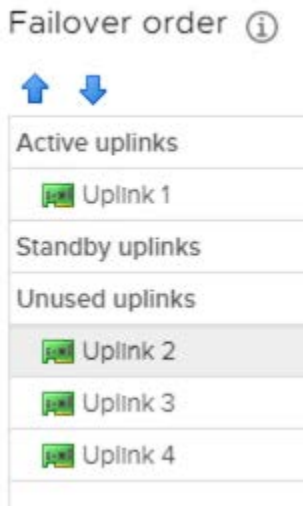 Failover order
Active uplinks
Uplink 1
Standby uplinks
Unused uplinks
Uplink 2
Uplink 3
Uplink 4